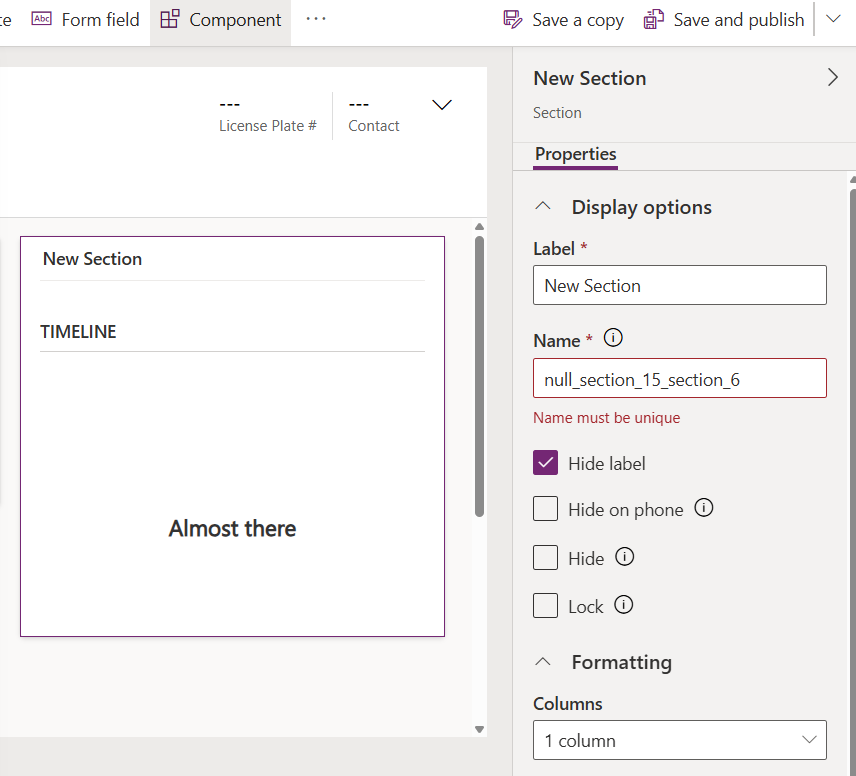 te Form field Component ··· Save a copy Save and publish
Abc
--- ---
License Plate # Contact
New Section
TIMELINE
Almost there
New Section
Section
Properties
Display options
Label *
New Section
Name *
null_section_15_section_6
Name must be unique
Hide label
Hide on phone
Hide
Lock
Formatting
Columns
1 column